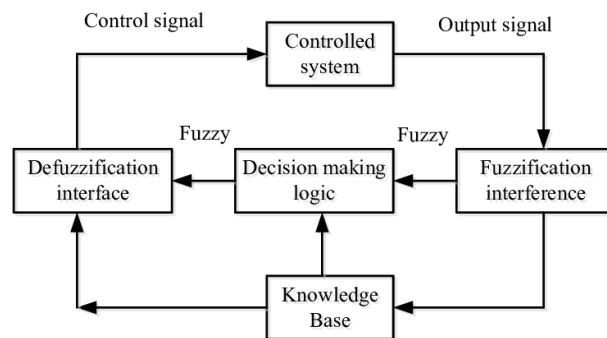 Control signal
Output signal
Controlled
system
Fuzzy
Fuzzy
Defuzzification
interface
Decision making
logic
Fuzzification
interference
Knowledge
Base